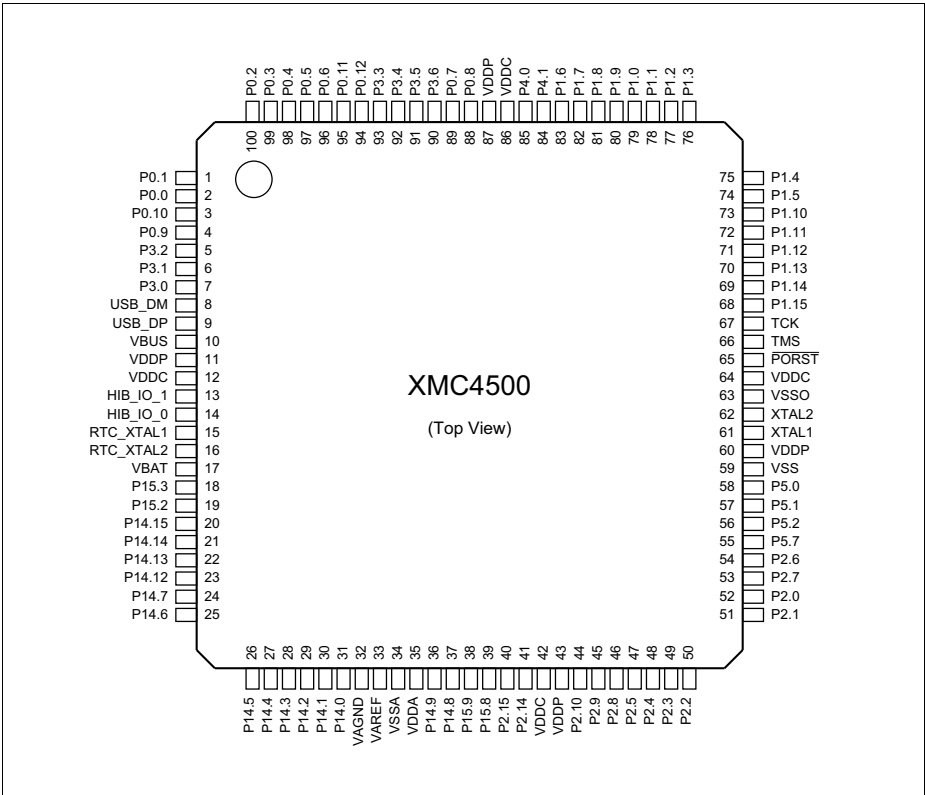 P0.2 P0.3 P0.4 P0.5 P0.6 P0.11 P0.12 P3.3 P3.4 P3.5 P3.6 P0.7 P0.8 VDDP VDDC P4.0 P4.1 P1.6 P1.7 P1.8 P1.9 P1.0 P1.1 P1.2 P1.3
100 99 98 97 96 95 94 93 92 91 90 89 88 87 86 85 84 83 82 81 80 79 78 77 76
P0.1 1 75 P1.4
P0.0 2 74 P1.5
P0.10 3 73 P1.10
P0.9 4 72 P1.11
P3.2 5 71 P1.12
P3.1 6 70 P1.13
P3.0 7 69 P1.14
USB_DM 8 68 P1.15
USB_DP 9 67 TCK
VBUS 10 66 TMS
VDDP 11 65 PORST
VDDC 12 64 VDDC
HIB_IO_1 13 63 VSSO
HIB_IO_0 14 62 XTAL2
RTC_XTAL1 15 61 XTAL1
RTC_XTAL2 16 60 VDDP
VBAT 17 59 VSS
P15.3 18 58 P5.0
P15.2 19 57 P5.1
P14.15 20 56 P5.2
P14.14 21 55 P5.7
P14.13 22 54 P2.6
P14.12 23 53 P2.7
P14.7 24 52 P2.0
P14.6 25 51 P2.1
XMC4500
(Top View)
26 27 28 29 30 31 32 33 34 35 36 37 38 39 40 41 42 43 44 45 46 47 48 49 50
P14.5 P14.4 P14.3 P14.2 P14.1 P14.0 VAGND VAREF VSSA VDDA P14.9 P14.8 P15.9 P15.8 P2.15 P2.14 VDDC VDDP P2.10 P2.9 P2.8 P2.5 P2.4 P2.3 P2.2